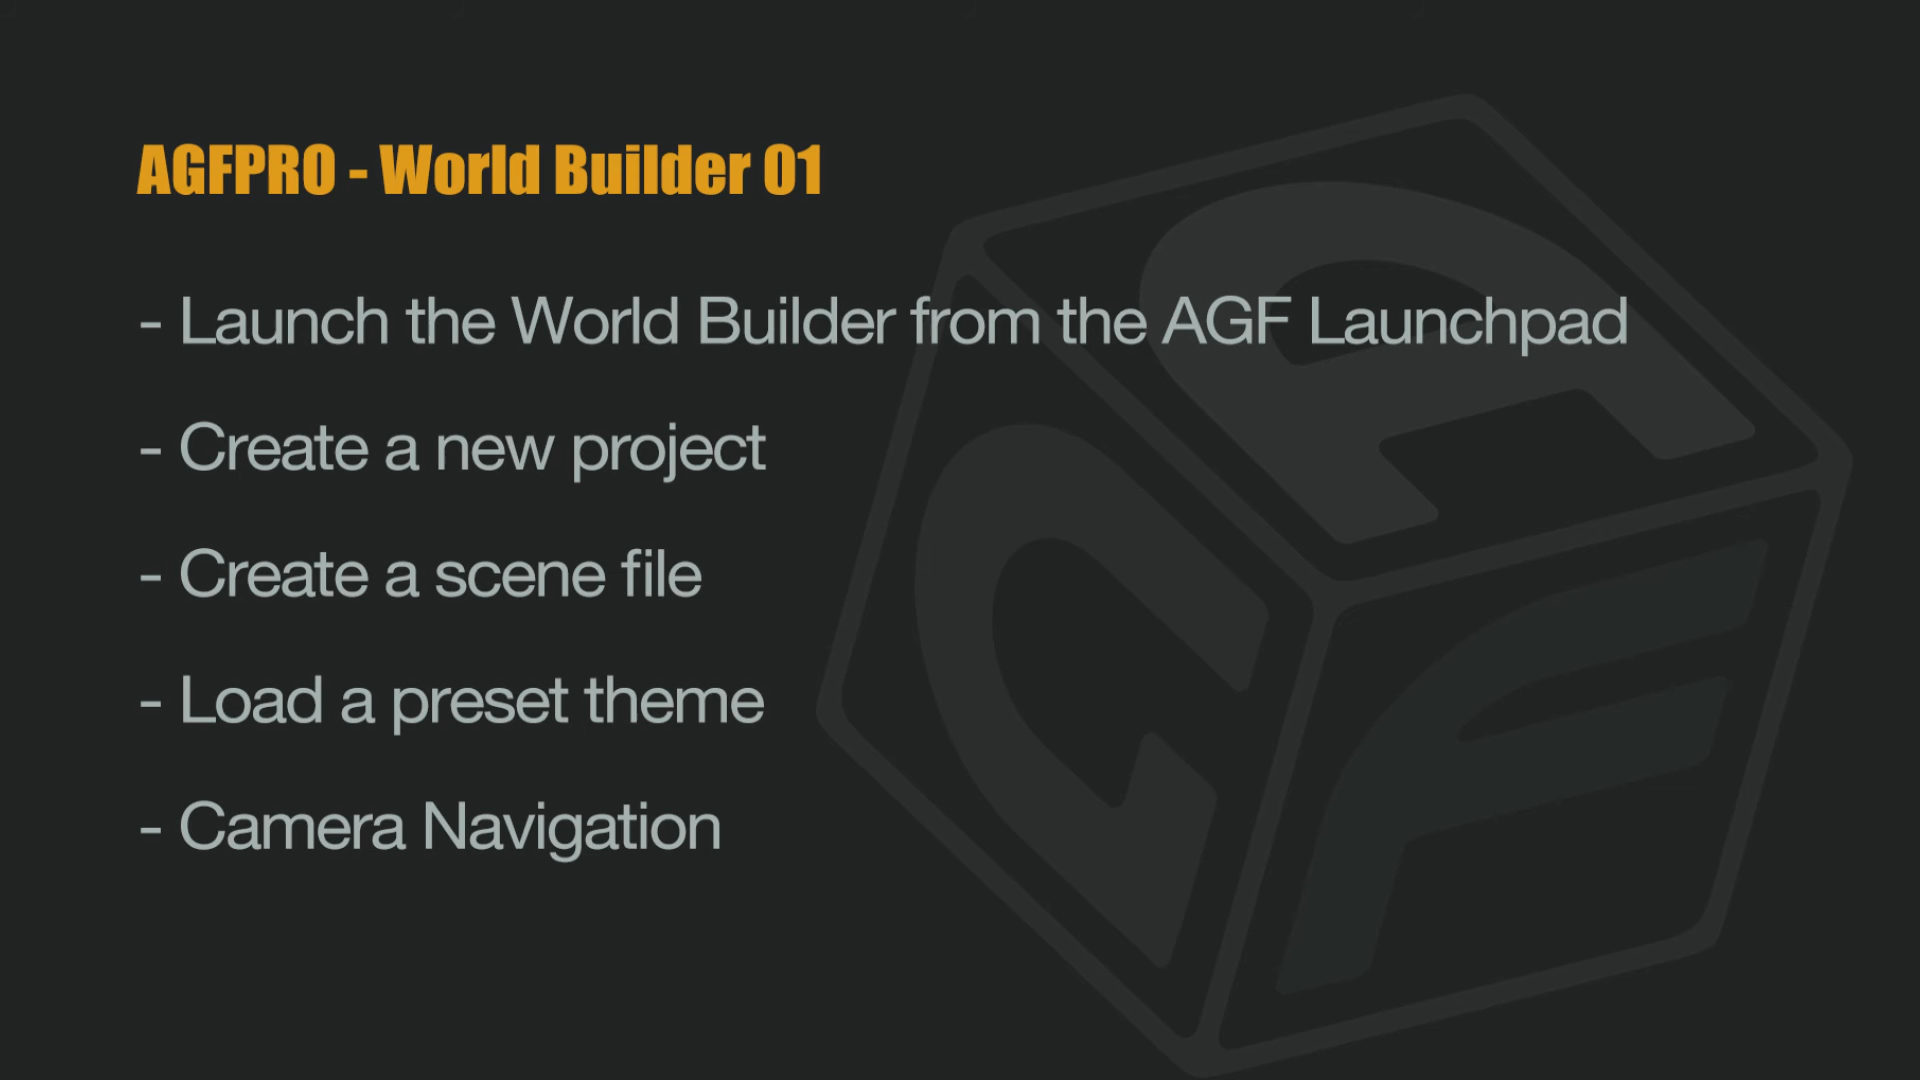 AGFPRO - World Builder 01
- Launch the World Builder from the AGF Launchpad
- Create a new project
- Create a scene file
- Load a preset theme
- Camera Navigation
A
G
F